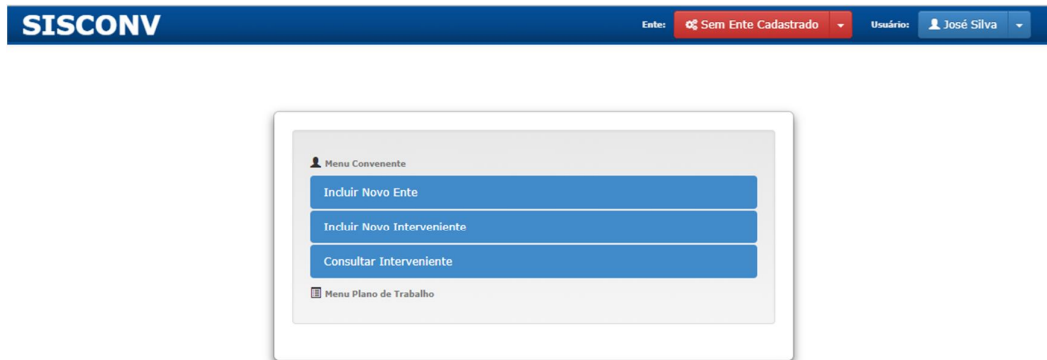 SISCONV Ente: Sem Ente Cadastrado Usuário: José Silva
Menu Convenente
Incluir Novo Ente
Incluir Novo Interveniente
Consultar Interveniente
Menu Plano de Trabalho